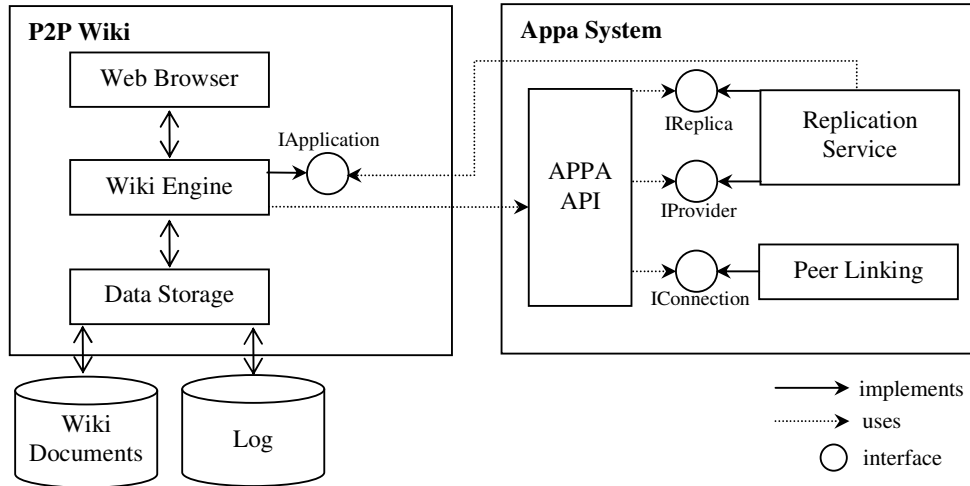 P2P Wiki
Web Browser
IApplication
Wiki Engine
Data Storage
Wiki
Documents
Log
Appa System
APPA
API
IReplica
IProvider
IConnection
Replication
Service
Peer Linking
implements
uses
interface